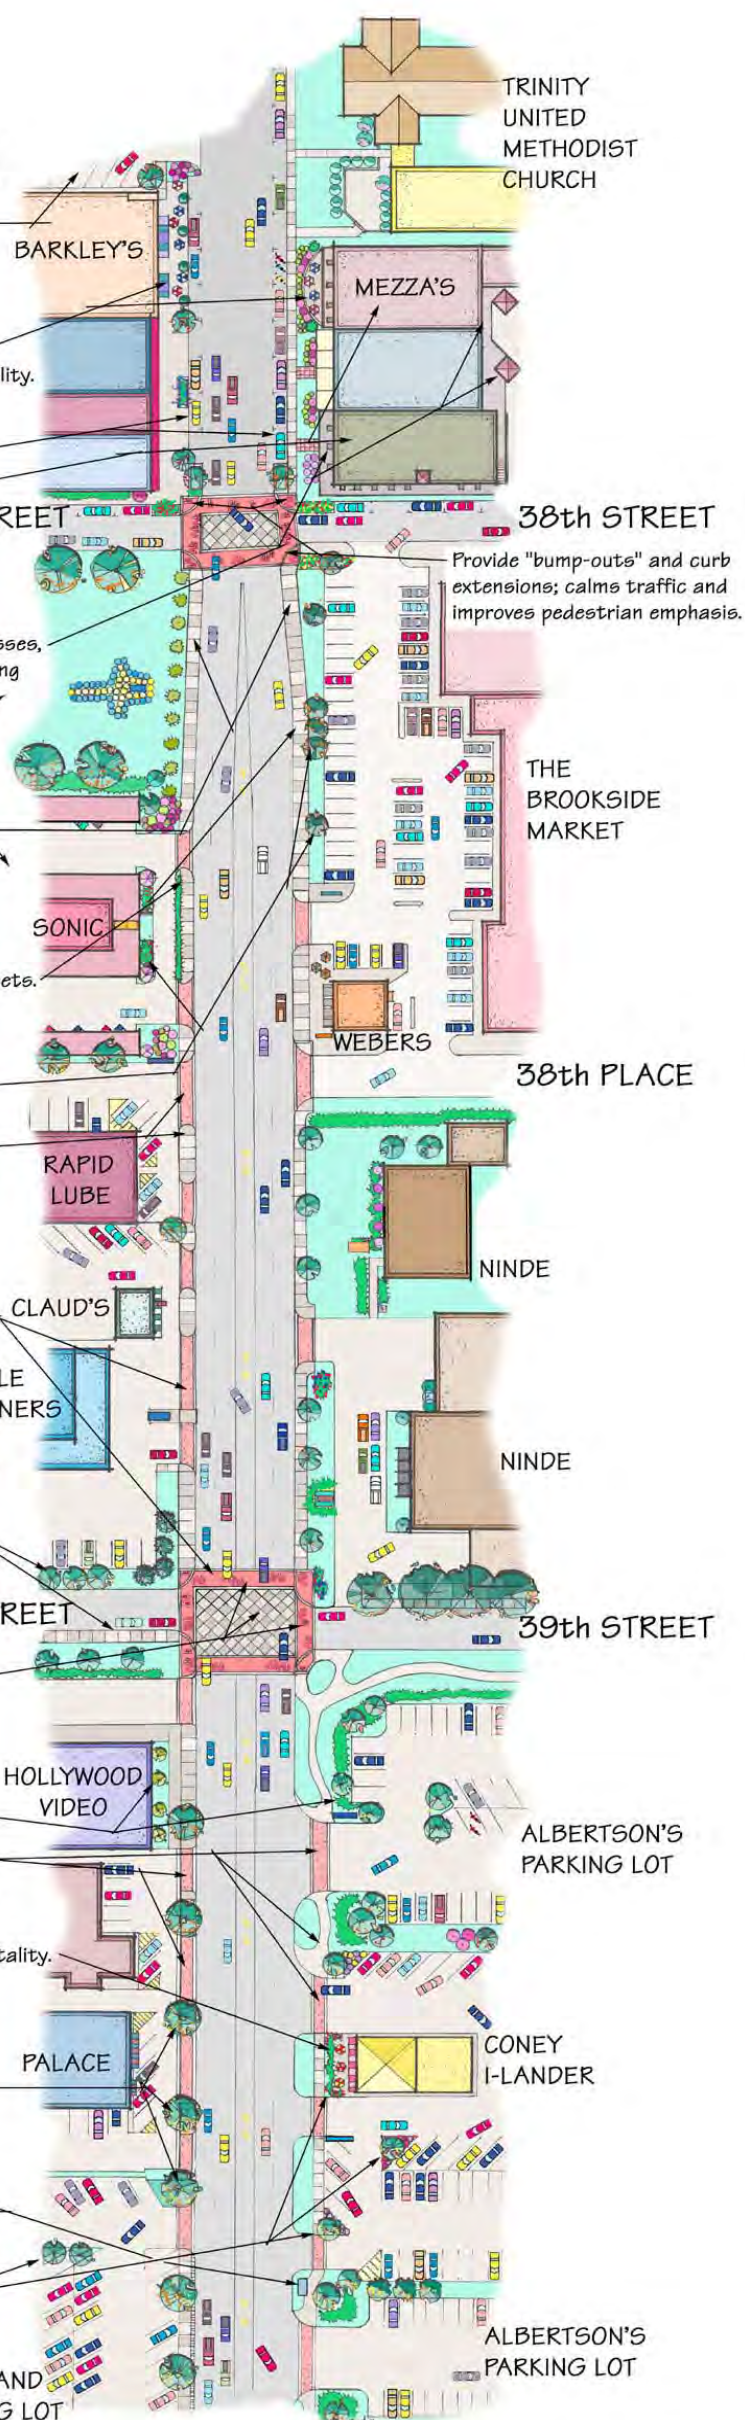 TRINITY
UNITED
METHODIST
CHURCH
BARKLEY'S
MEZZA'S
lity.
REET
38th STREET
Provide "bump-outs" and curb
extensions; calms traffic and
improves pedestrian emphasis.
sses,
ng
THE
BROOKSIDE
MARKET
SONIC
ets.
WEBERS
38th PLACE
RAPID
LUBE
NINDE
CLAUD'S
LE
NERS
NINDE
REET
39th STREET
HOLLYWOOD
VIDEO
ALBERTSON'S
PARKING LOT
tality.
PALACE
CONEY
I-LANDER
ALBERTSON'S
PARKING LOT
AND
G LOT